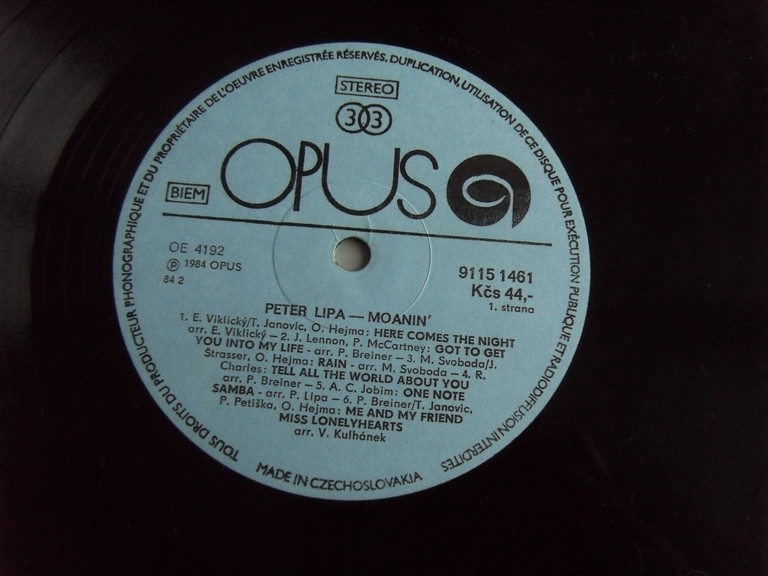 TOUS DROITS DU PRODUCTEUR PHONOGRAPHIQUE ET DU PROPRIÉTAIRE DE L'OEUVRE ENREGISTRÉE RÉSERVÉS. DUPLICATION, UTILISATION DE CE DISQUE POUR EXÉCUTION PUBLIQUE ET RADIODIFFUSION INTERDITES
STEREO
33
OPUS
BIEM
OE 4192
Ⓟ 1984 OPUS
84 2
9115 1461
Kčs 44,-
1. strana
PETER LIPA — MOANIN'
1. E. Viklický/T. Janovic, O. Hejma: HERE COMES THE NIGHT
arr. E. Viklický – 2. J. Lennon, P. McCartney: GOT TO GET
YOU INTO MY LIFE - arr. P. Breiner – 3. M. Svoboda/J.
Štrasser, O. Hejma: RAIN - arr. M. Svoboda – 4. R.
Charles: TELL ALL THE WORLD ABOUT YOU
arr. P. Breiner – 5. A. C. Jobim: ONE NOTE
SAMBA - arr. P. Lipa – 6. P. Breiner/T. Janovic,
P. Petiška, O. Hejma: ME AND MY FRIEND
MISS LONELYHEARTS
arr. V. Kulhánek
MADE IN CZECHOSLOVAKIA